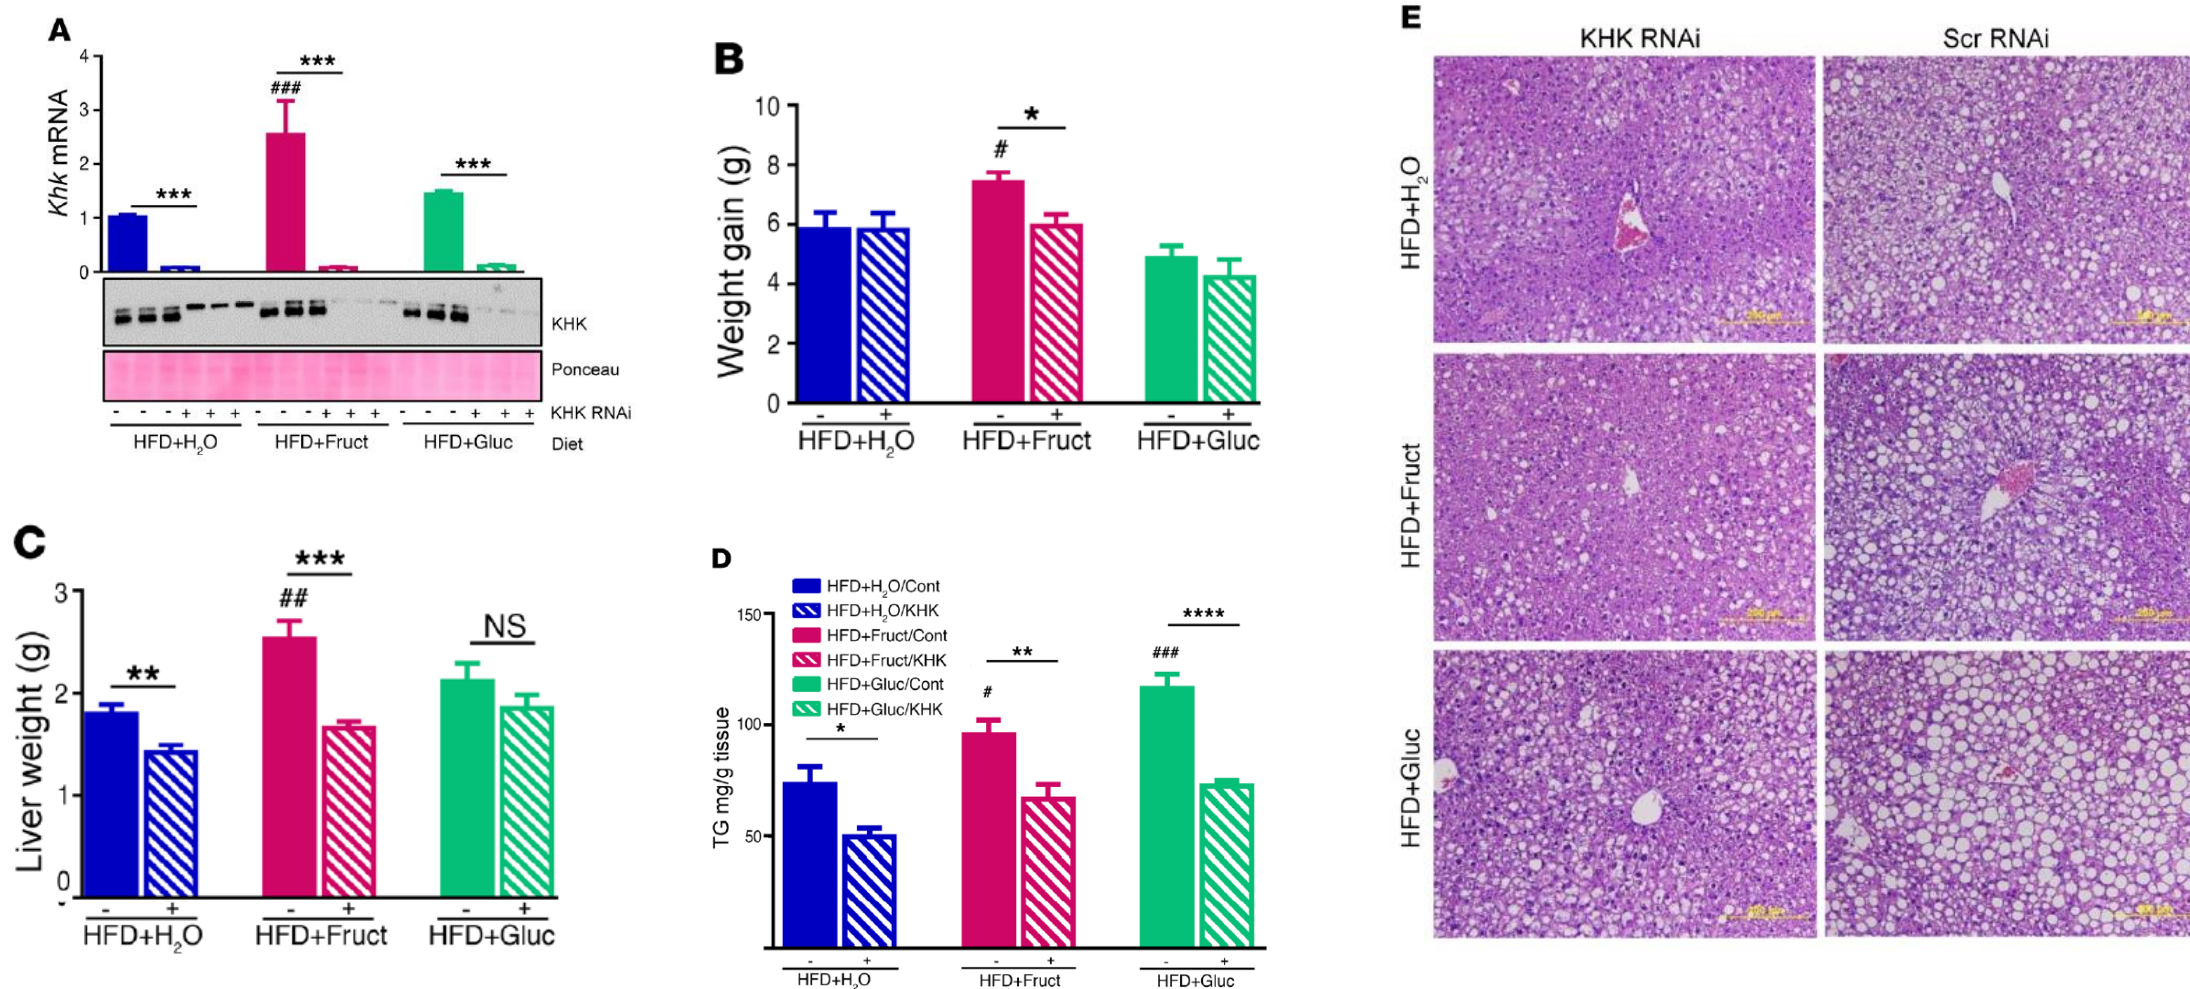 A
Khk mRNA
4
3
2
1
0
***
###
***
***
KHK
Ponceau
- - - + + + - - - + + + - - - + + + KHK RNAi
HFD+H₂O HFD+Fruct HFD+Gluc Diet
B
Weight gain (g)
10
8
6
4
2
0
#
*
- + - + - +
HFD+H₂O HFD+Fruct HFD+Gluc
C
Liver weight (g)
3
2
1
0
**
##
***
NS
- + - + - +
HFD+H₂O HFD+Fruct HFD+Gluc
D
TG mg/g tissue
150
100
50
HFD+H₂O/Cont
HFD+H₂O/KHK
HFD+Fruct/Cont
HFD+Fruct/KHK
HFD+Gluc/Cont
HFD+Gluc/KHK
*
#
**
###
****
- + - + - +
HFD+H₂O HFD+Fruct HFD+Gluc
E
KHK RNAi Scr RNAi
HFD+H₂O
HFD+Fruct
HFD+Gluc
200 µm